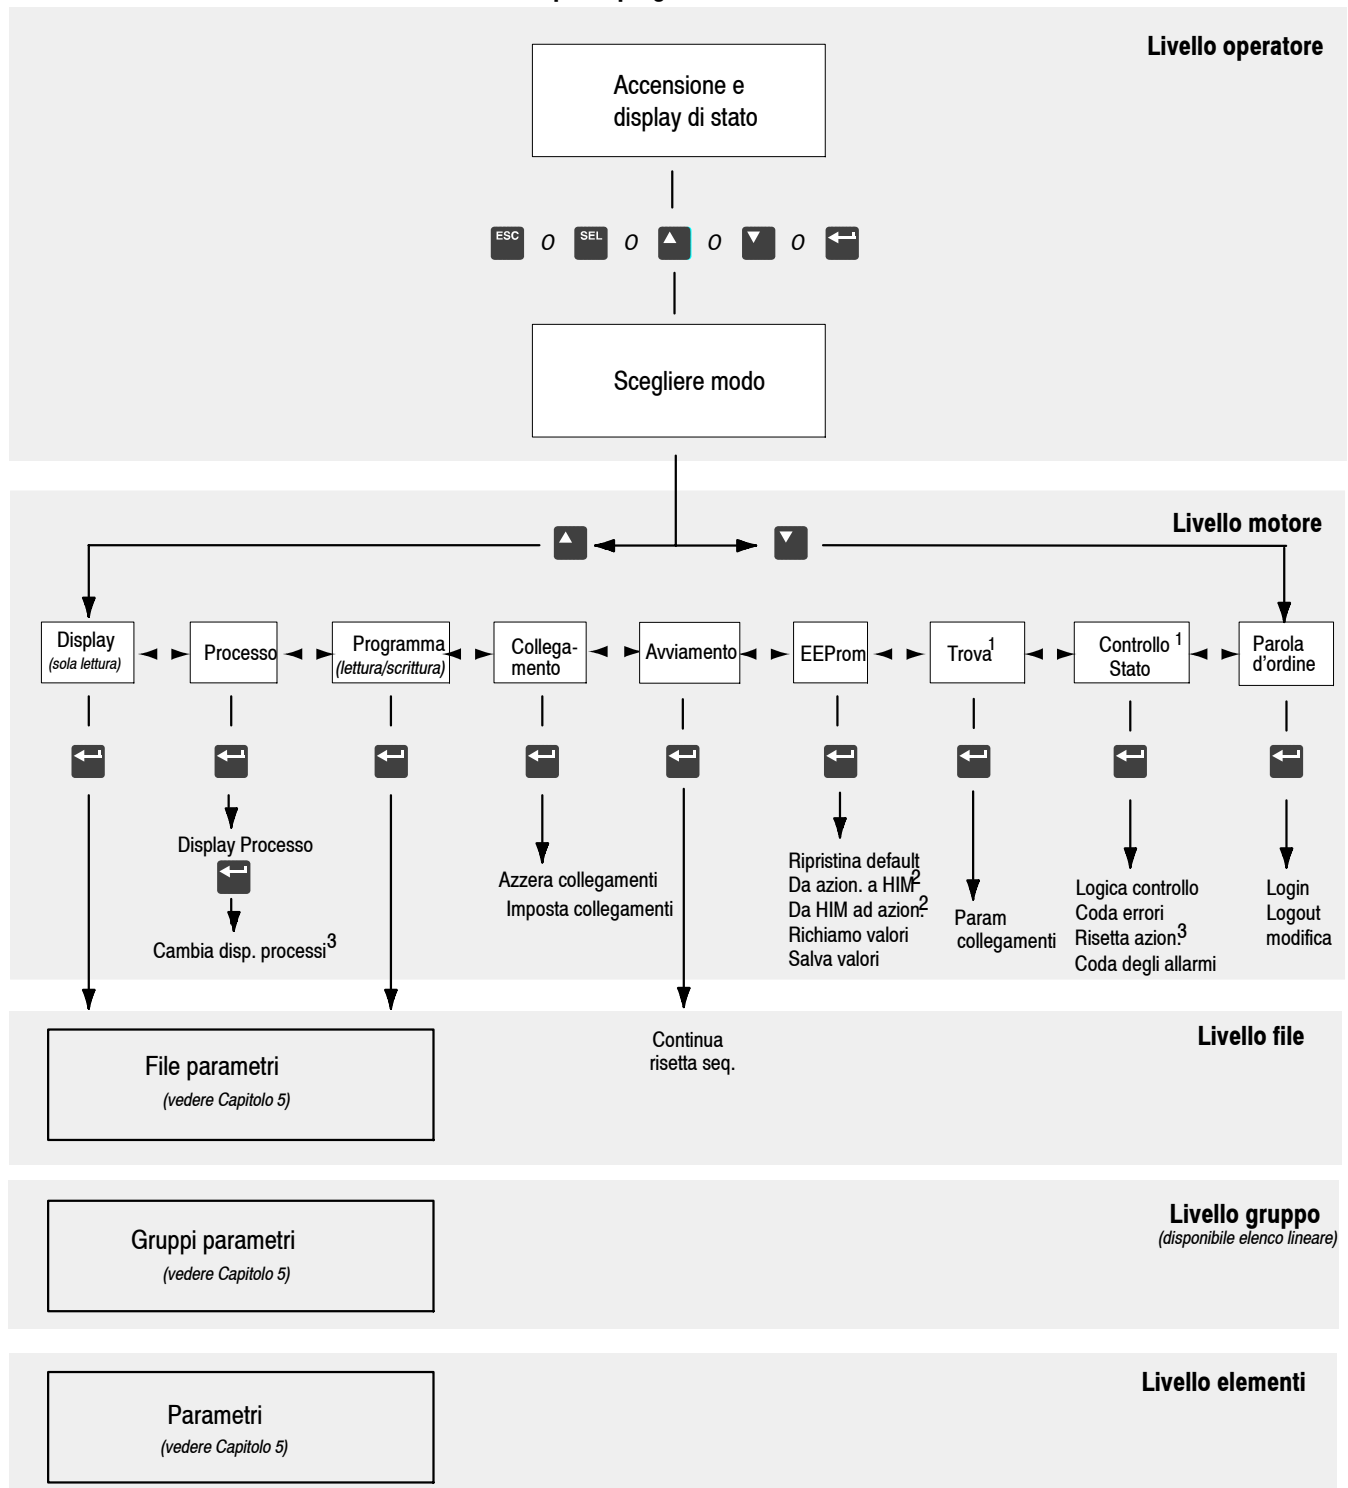 Livello operatore
Accensione e
display di stato
ESC o SEL o o o
Scegliere modo
Livello motore
Display
(sola lettura)
Processo
Programma
(lettura/scrittura)
Collega-
mento
Avviamento
EEProm
Trova1
Controllo 1
Stato
Parola
d'ordine
Display Processo
Cambia disp. processi3
Azzera collegamenti
Imposta collegamenti
Ripristina default
Da azion. a HIM2
Da HIM ad azion.2
Richiamo valori
Salva valori
Param
collegamenti
Logica controllo
Coda errori
Risetta azion.3
Coda degli allarmi
Login
Logout
modifica
Livello file
File parametri
(vedere Capitolo 5)
Continua
risetta seq.
Livello gruppo
(disponibile elenco lineare)
Gruppi parametri
(vedere Capitolo 5)
Livello elementi
Parametri
(vedere Capitolo 5)